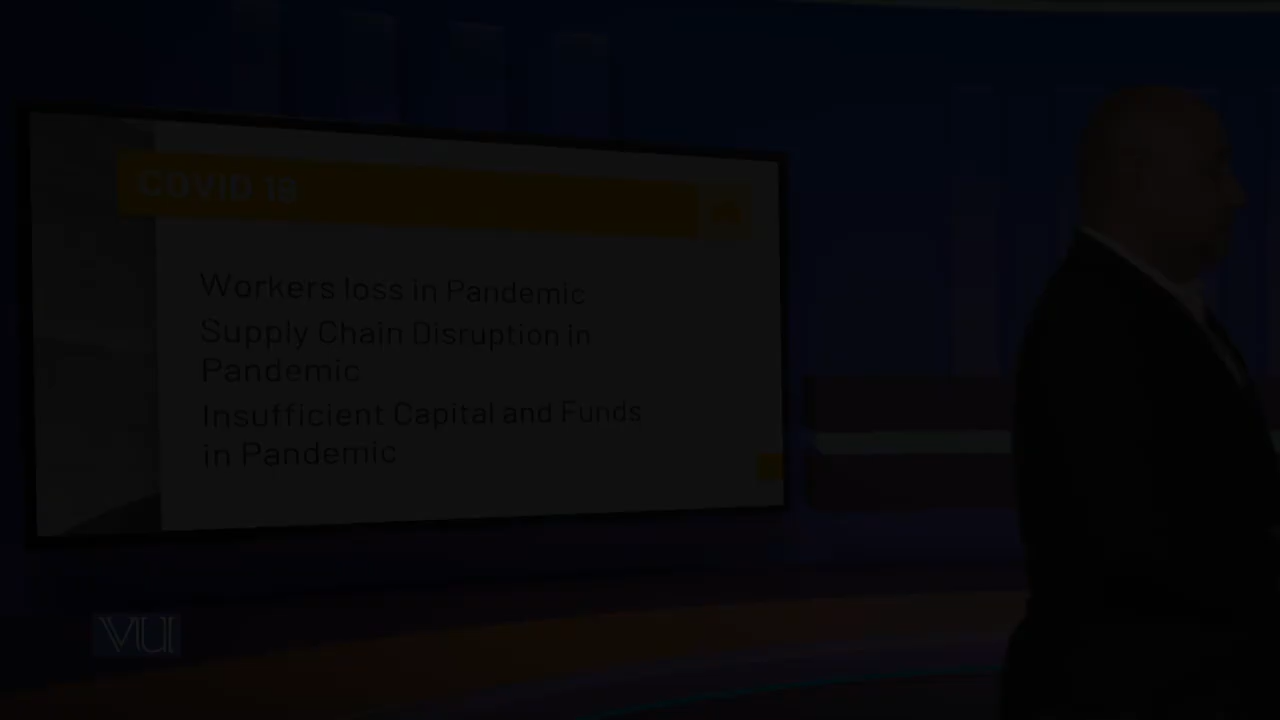 COVID 19
Workers loss in Pandemic
Supply Chain Disruption in
Pandemic
Insufficient Capital and Funds
in Pandemic
VU